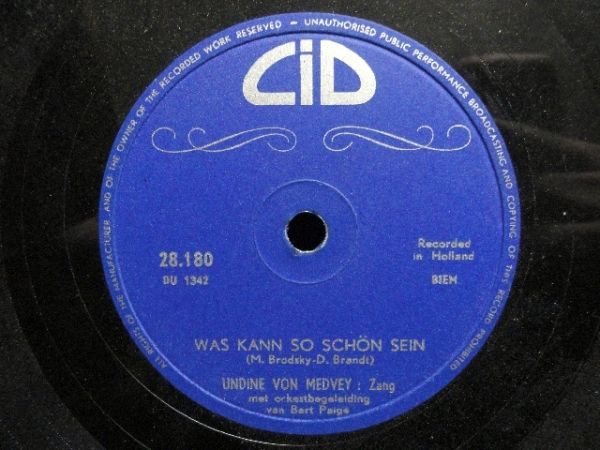 ALL RIGHTS OF THE MANUFACTURER AND OF THE OWNER OF THE RECORDED WORK RESERVED - UNAUTHORISED PUBLIC PERFORMANCE BROADCASTING AND COPYING OF THIS RECORD PROHIBITED
CID
28.180
DU 1342
Recorded
in Holland
BIEM
WAS KANN SO SCHÖN SEIN
(M. Brodsky-D. Brandt)
UNDINE VON MEDVEY : Zang
met orkestbegeleiding
van Bert Paige